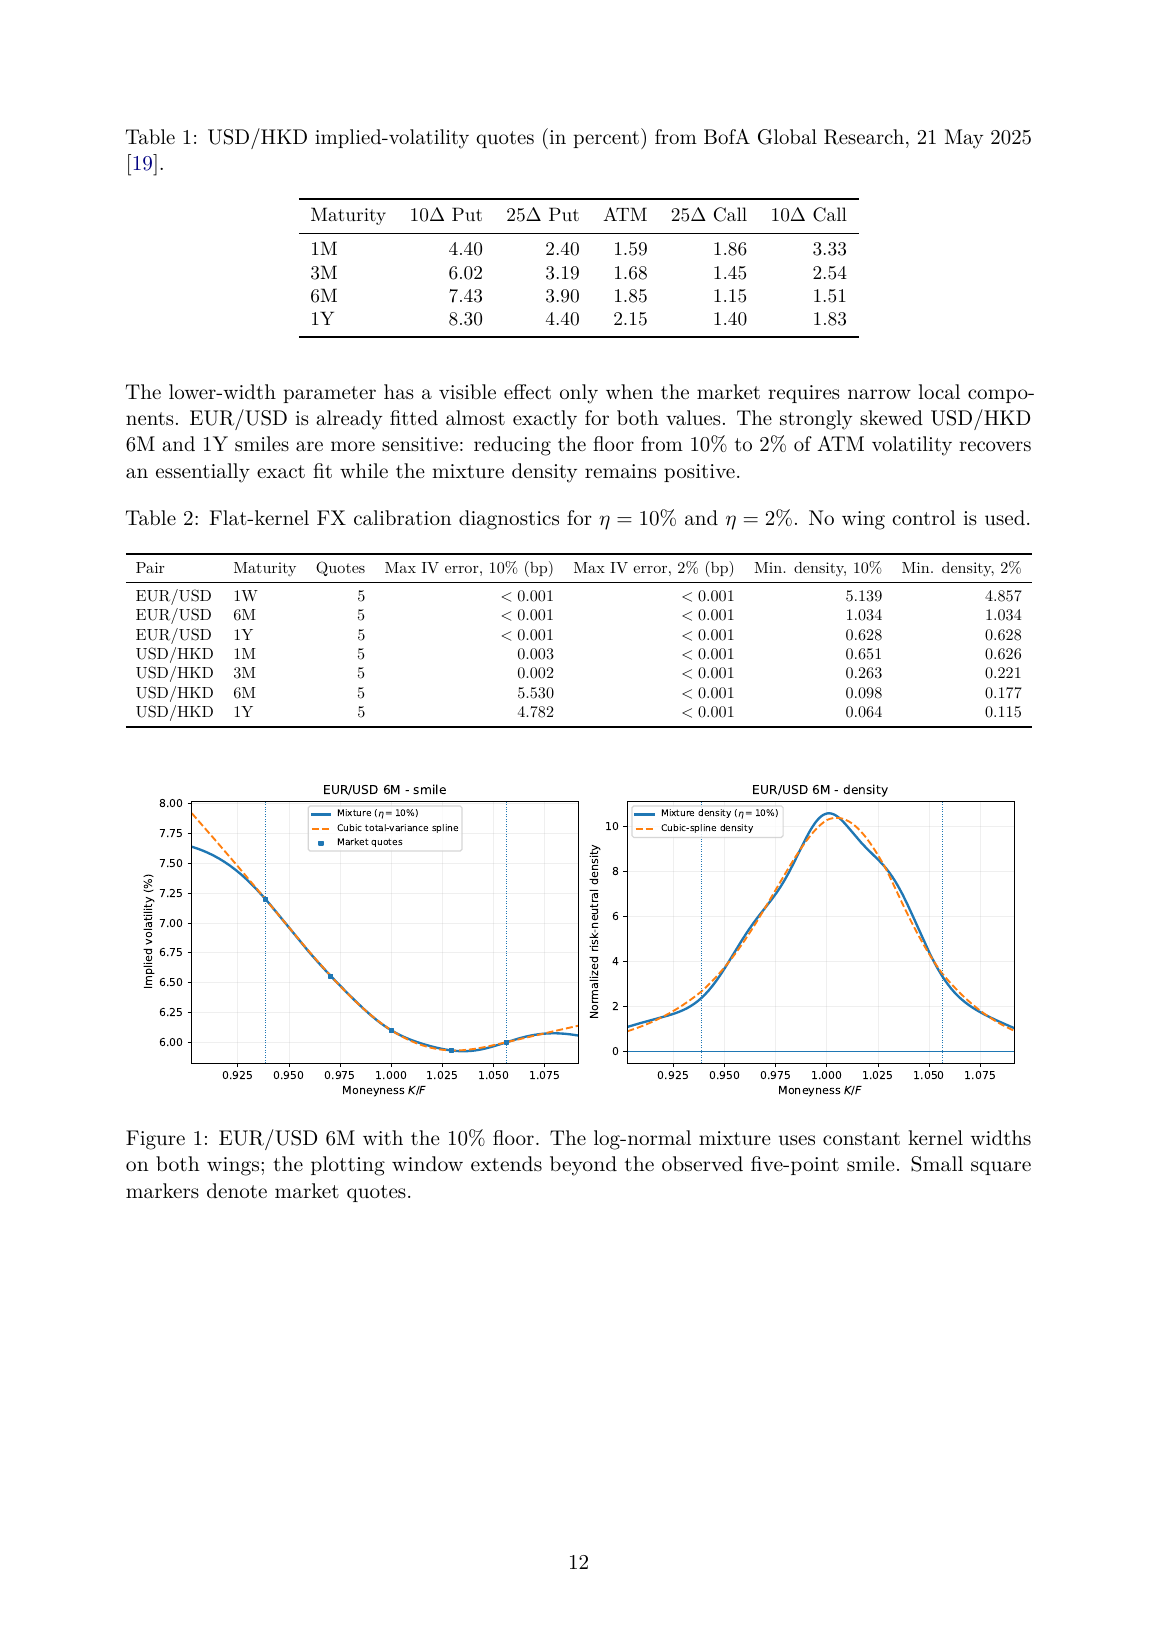 Table 1: USD/HKD implied-volatility quotes (in percent) from BofA Global Research, 21 May 2025
[19].
Maturity 10Δ Put 25Δ Put ATM 25Δ Call 10Δ Call
1M 4.40 2.40 1.59 1.86 3.33
3M 6.02 3.19 1.68 1.45 2.54
6M 7.43 3.90 1.85 1.15 1.51
1Y 8.30 4.40 2.15 1.40 1.83
The lower-width parameter has a visible effect only when the market requires narrow local compo-
nents. EUR/USD is already fitted almost exactly for both values. The strongly skewed USD/HKD
6M and 1Y smiles are more sensitive: reducing the floor from 10% to 2% of ATM volatility recovers
an essentially exact fit while the mixture density remains positive.
Table 2: Flat-kernel FX calibration diagnostics for η = 10% and η = 2%. No wing control is used.
Pair Maturity Quotes Max IV error, 10% (bp) Max IV error, 2% (bp) Min. density, 10% Min. density, 2%
EUR/USD 1W 5 < 0.001 < 0.001 5.139 4.857
EUR/USD 6M 5 < 0.001 < 0.001 1.034 1.034
EUR/USD 1Y 5 < 0.001 < 0.001 0.628 0.628
USD/HKD 1M 5 0.003 < 0.001 0.651 0.626
USD/HKD 3M 5 0.002 < 0.001 0.263 0.221
USD/HKD 6M 5 5.530 < 0.001 0.098 0.177
USD/HKD 1Y 5 4.782 < 0.001 0.064 0.115
EUR/USD 6M - smile
Mixture (η = 10%)
Cubic total-variance spline
Market quotes
Implied volatility (%)
8.00
7.75
7.50
7.25
7.00
6.75
6.50
6.25
6.00
0.925 0.950 0.975 1.000 1.025 1.050 1.075
Moneyness K/F
EUR/USD 6M - density
Mixture density (η = 10%)
Cubic-spline density
Normalized risk-neutral density
10
8
6
4
2
0
0.925 0.950 0.975 1.000 1.025 1.050 1.075
Moneyness K/F
Figure 1: EUR/USD 6M with the 10% floor. The log-normal mixture uses constant kernel widths
on both wings; the plotting window extends beyond the observed five-point smile. Small square
markers denote market quotes.
12